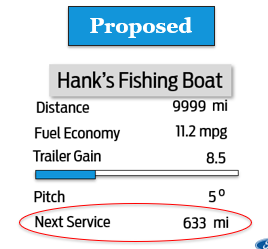 Proposed
Hank's Fishing Boat
Distance 9999 mi
Fuel Economy 11.2 mpg
Trailer Gain 8.5
Pitch 5°
Next Service 633 mi